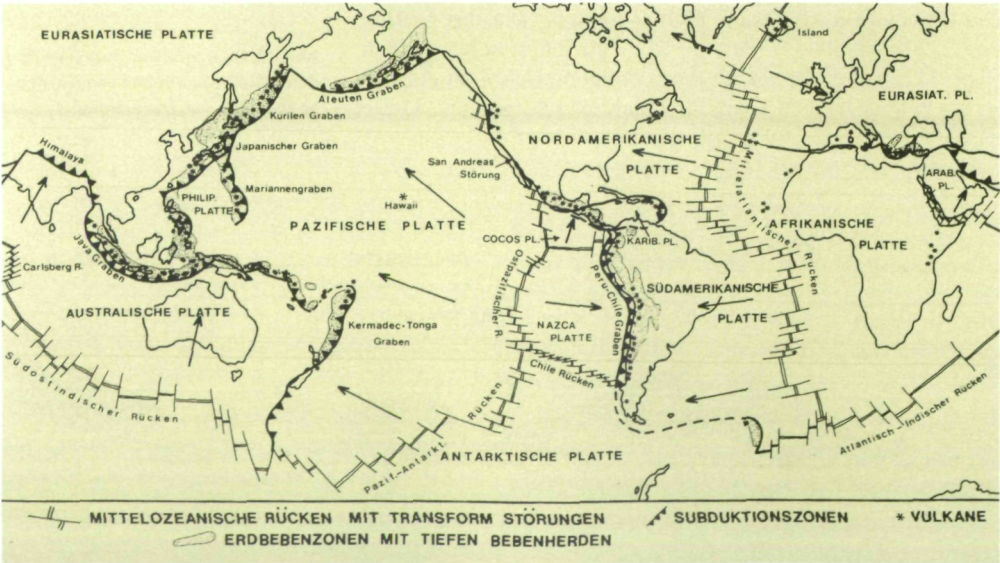 EURASIATISCHE PLATTE
Island
EURASIAT. PL.
Aleuten Graben
Kurilen Graben
Japanischer Graben
Himalaya
NORDAMERIKANISCHE
PLATTE
San Andreas
Störung
Mittelatlantischer Rücken
ARAB.
PL.
Mariannengraben
PHILIP.
PLATTE
Hawaii
PAZIFISCHE PLATTE
AFRIKANISCHE
PLATTE
COCOS PL.
KARIB. PL.
Java Graben
Carlsberg R.
Ostpazifischer R.
Peru-Chile Graben
SÜDAMERIKANISCHE
PLATTE
AUSTRALISCHE PLATTE
Kermadec-Tonga
Graben
NAZCA
PLATTE
Chile Rücken
Südostindischer Rücken
Pazif.-Antarkt. Rücken
Atlantisch-Indischer Rücken
ANTARKTISCHE PLATTE
MITTELOZEANISCHE RÜCKEN MIT TRANSFORM STÖRUNGEN
SUBDUKTIONSZONEN
* VULKANE
ERDBEBENZONEN MIT TIEFEN BEBENHERDEN